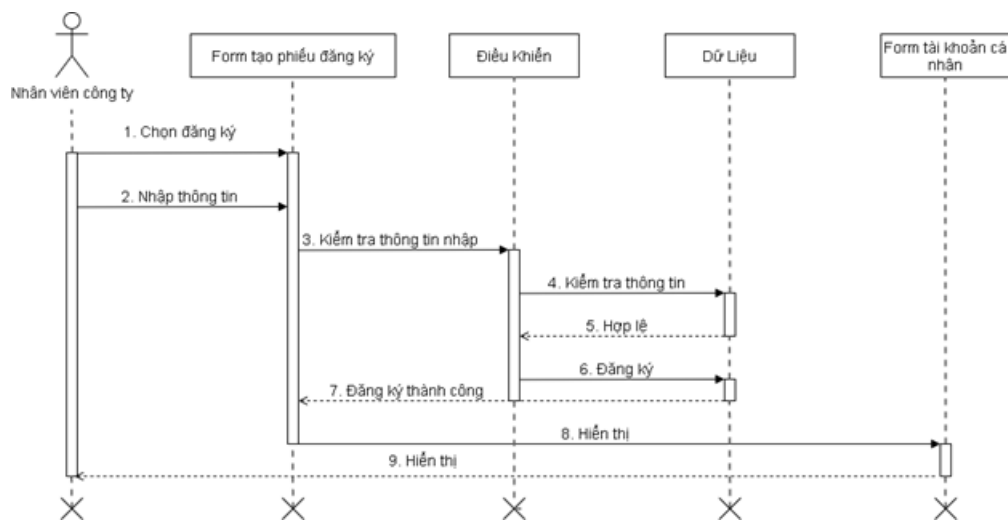 Form tạo phiếu đăng ký
Điều Khiển
Dữ Liệu
Form tài khoản cá
nhân
Nhân viên công ty
1. Chọn đăng ký
2. Nhập thông tin
3. Kiểm tra thông tin nhập
4. Kiểm tra thông tin
5. Hợp lệ
6. Đăng ký
7. Đăng ký thành công
8. Hiển thị
9. Hiển thị